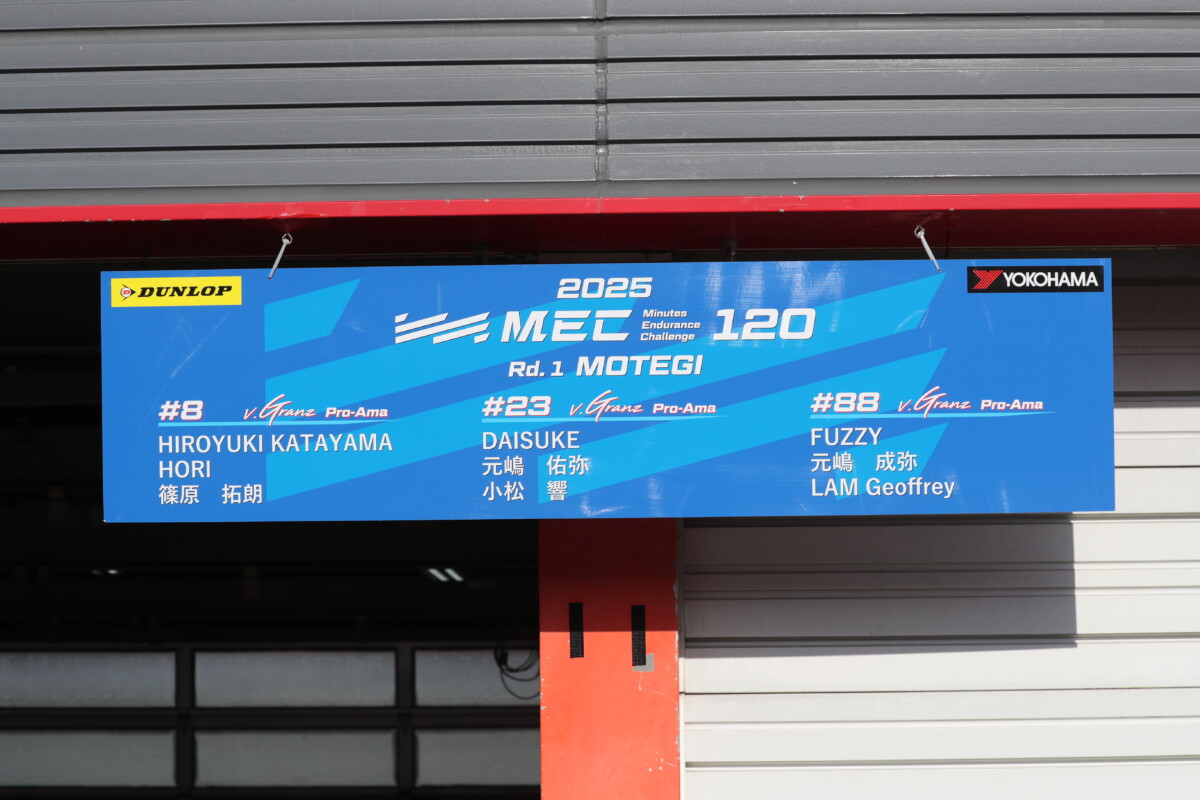 DUNLOP
YOKOHAMA
2025
MEC Minutes Endurance Challenge 120
Rd. 1 MOTEGI
#8 v.Granz Pro-Ama
HIROYUKI KATAYAMA
HORI
篠原　拓朗
#23 v.Granz Pro-Ama
DAISUKE
元嶋　佑弥
小松　響
#88 v.Granz Pro-Ama
FUZZY
元嶋　成弥
LAM Geoffrey